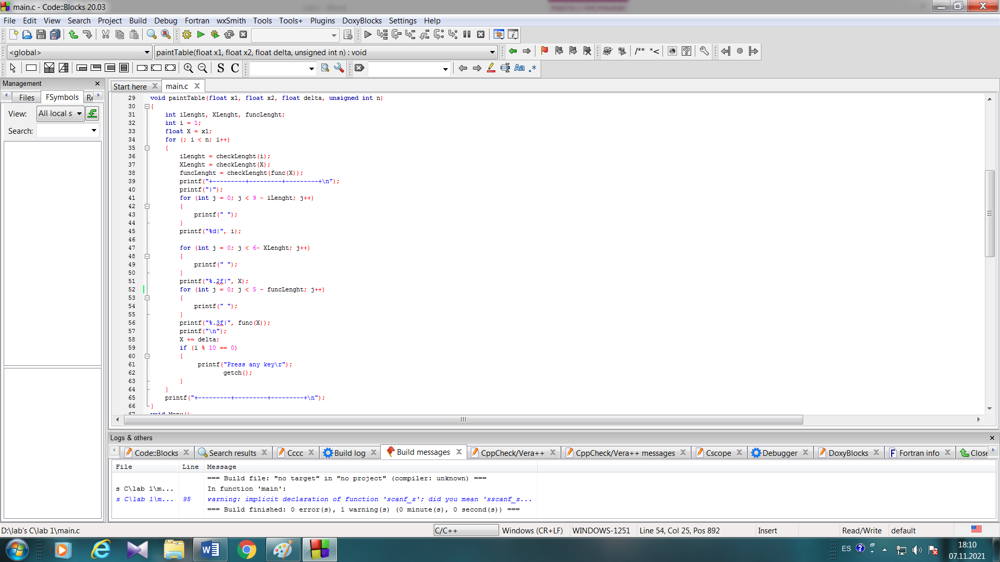 main.c - Code::Blocks 20.03
File Edit View Search Project Build Debug Fortran wxSmith Tools Tools+ Plugins DoxyBlocks Settings Help
<global> paintTable(float x1, float x2, float delta, unsigned int n) : void /** *<
S C Aa .*
Management
Start here main.c
Files FSymbols Re
View: All local s
Search:
29 void paintTable(float x1, float x2, float delta, unsigned int n)
30 {
31 int iLenght, XLenght, funcLenght;
32 int i = 1;
33 float X = x1;
34 for (; i < n; i++)
35 {
36 iLenght = checkLenght(i);
37 XLenght = checkLenght(X);
38 funcLenght = checkLenght(func(X));
39 printf("+---------+---------+---------+\n");
40 printf("|");
41 for (int j = 0; j < 9 - iLenght; j++)
42 {
43 printf(" ");
44 }
45 printf("%d|", i);
46
47 for (int j = 0; j < 6- XLenght; j++)
48 {
49 printf(" ");
50 }
51 printf("%.2f|", X);
52 for (int j = 0; j < 5 - funcLenght; j++)
53 {
54 printf(" ");
55 }
56 printf("%.3f|", func(X));
57 printf("\n");
58 X += delta;
59 if (i % 10 == 0)
60 {
61 printf("Press any key\r");
62 getch();
63 }
64 }
65 printf("+---------+---------+---------+\n");
66 }
67 void Menu()
Logs & others
Code::Blocks Search results Cccc Build log Build messages CppCheck/Vera++ CppCheck/Vera++ messages Cscope Debugger DoxyBlocks Fortran info Close
File Line Message
=== Build file: "no target" in "no project" (compiler: unknown) ===
s C\lab 1\m... In function 'main':
s C\lab 1\m... 95 warning: implicit declaration of function 'scanf_s'; did you mean 'sscanf_s...
=== Build finished: 0 error(s), 1 warning(s) (0 minute(s), 0 second(s)) ===
D:\lab's C\lab 1\main.c C/C++ Windows (CR+LF) WINDOWS-1251 Line 54, Col 25, Pos 892 Insert Read/Write default
ES 18:10
07.11.2021